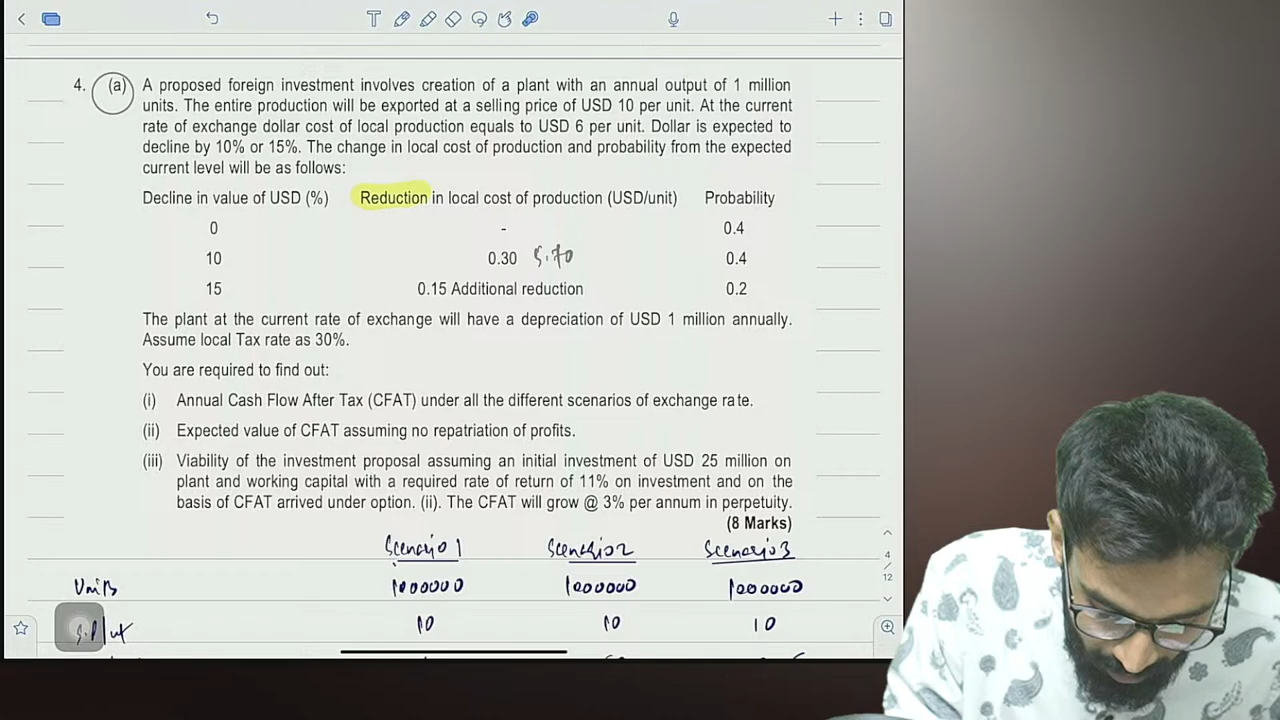 4. (a) A proposed foreign investment involves creation of a plant with an annual output of 1 million
units. The entire production will be exported at a selling price of USD 10 per unit. At the current
rate of exchange dollar cost of local production equals to USD 6 per unit. Dollar is expected to
decline by 10% or 15%. The change in local cost of production and probability from the expected
current level will be as follows:
Decline in value of USD (%) Reduction in local cost of production (USD/unit) Probability
0 - 0.4
10 0.30 5.70 0.4
15 0.15 Additional reduction 0.2
The plant at the current rate of exchange will have a depreciation of USD 1 million annually.
Assume local Tax rate as 30%.
You are required to find out:
(i) Annual Cash Flow After Tax (CFAT) under all the different scenarios of exchange rate.
(ii) Expected value of CFAT assuming no repatriation of profits.
(iii) Viability of the investment proposal assuming an initial investment of USD 25 million on
plant and working capital with a required rate of return of 11% on investment and on the
basis of CFAT arrived under option. (ii). The CFAT will grow @ 3% per annum in perpetuity.
(8 Marks)
Scenario 1 Scenario 2 Scenario 3
4
/
12
Units 1000000 1000000 1000000
S.P/ut 10 10 10